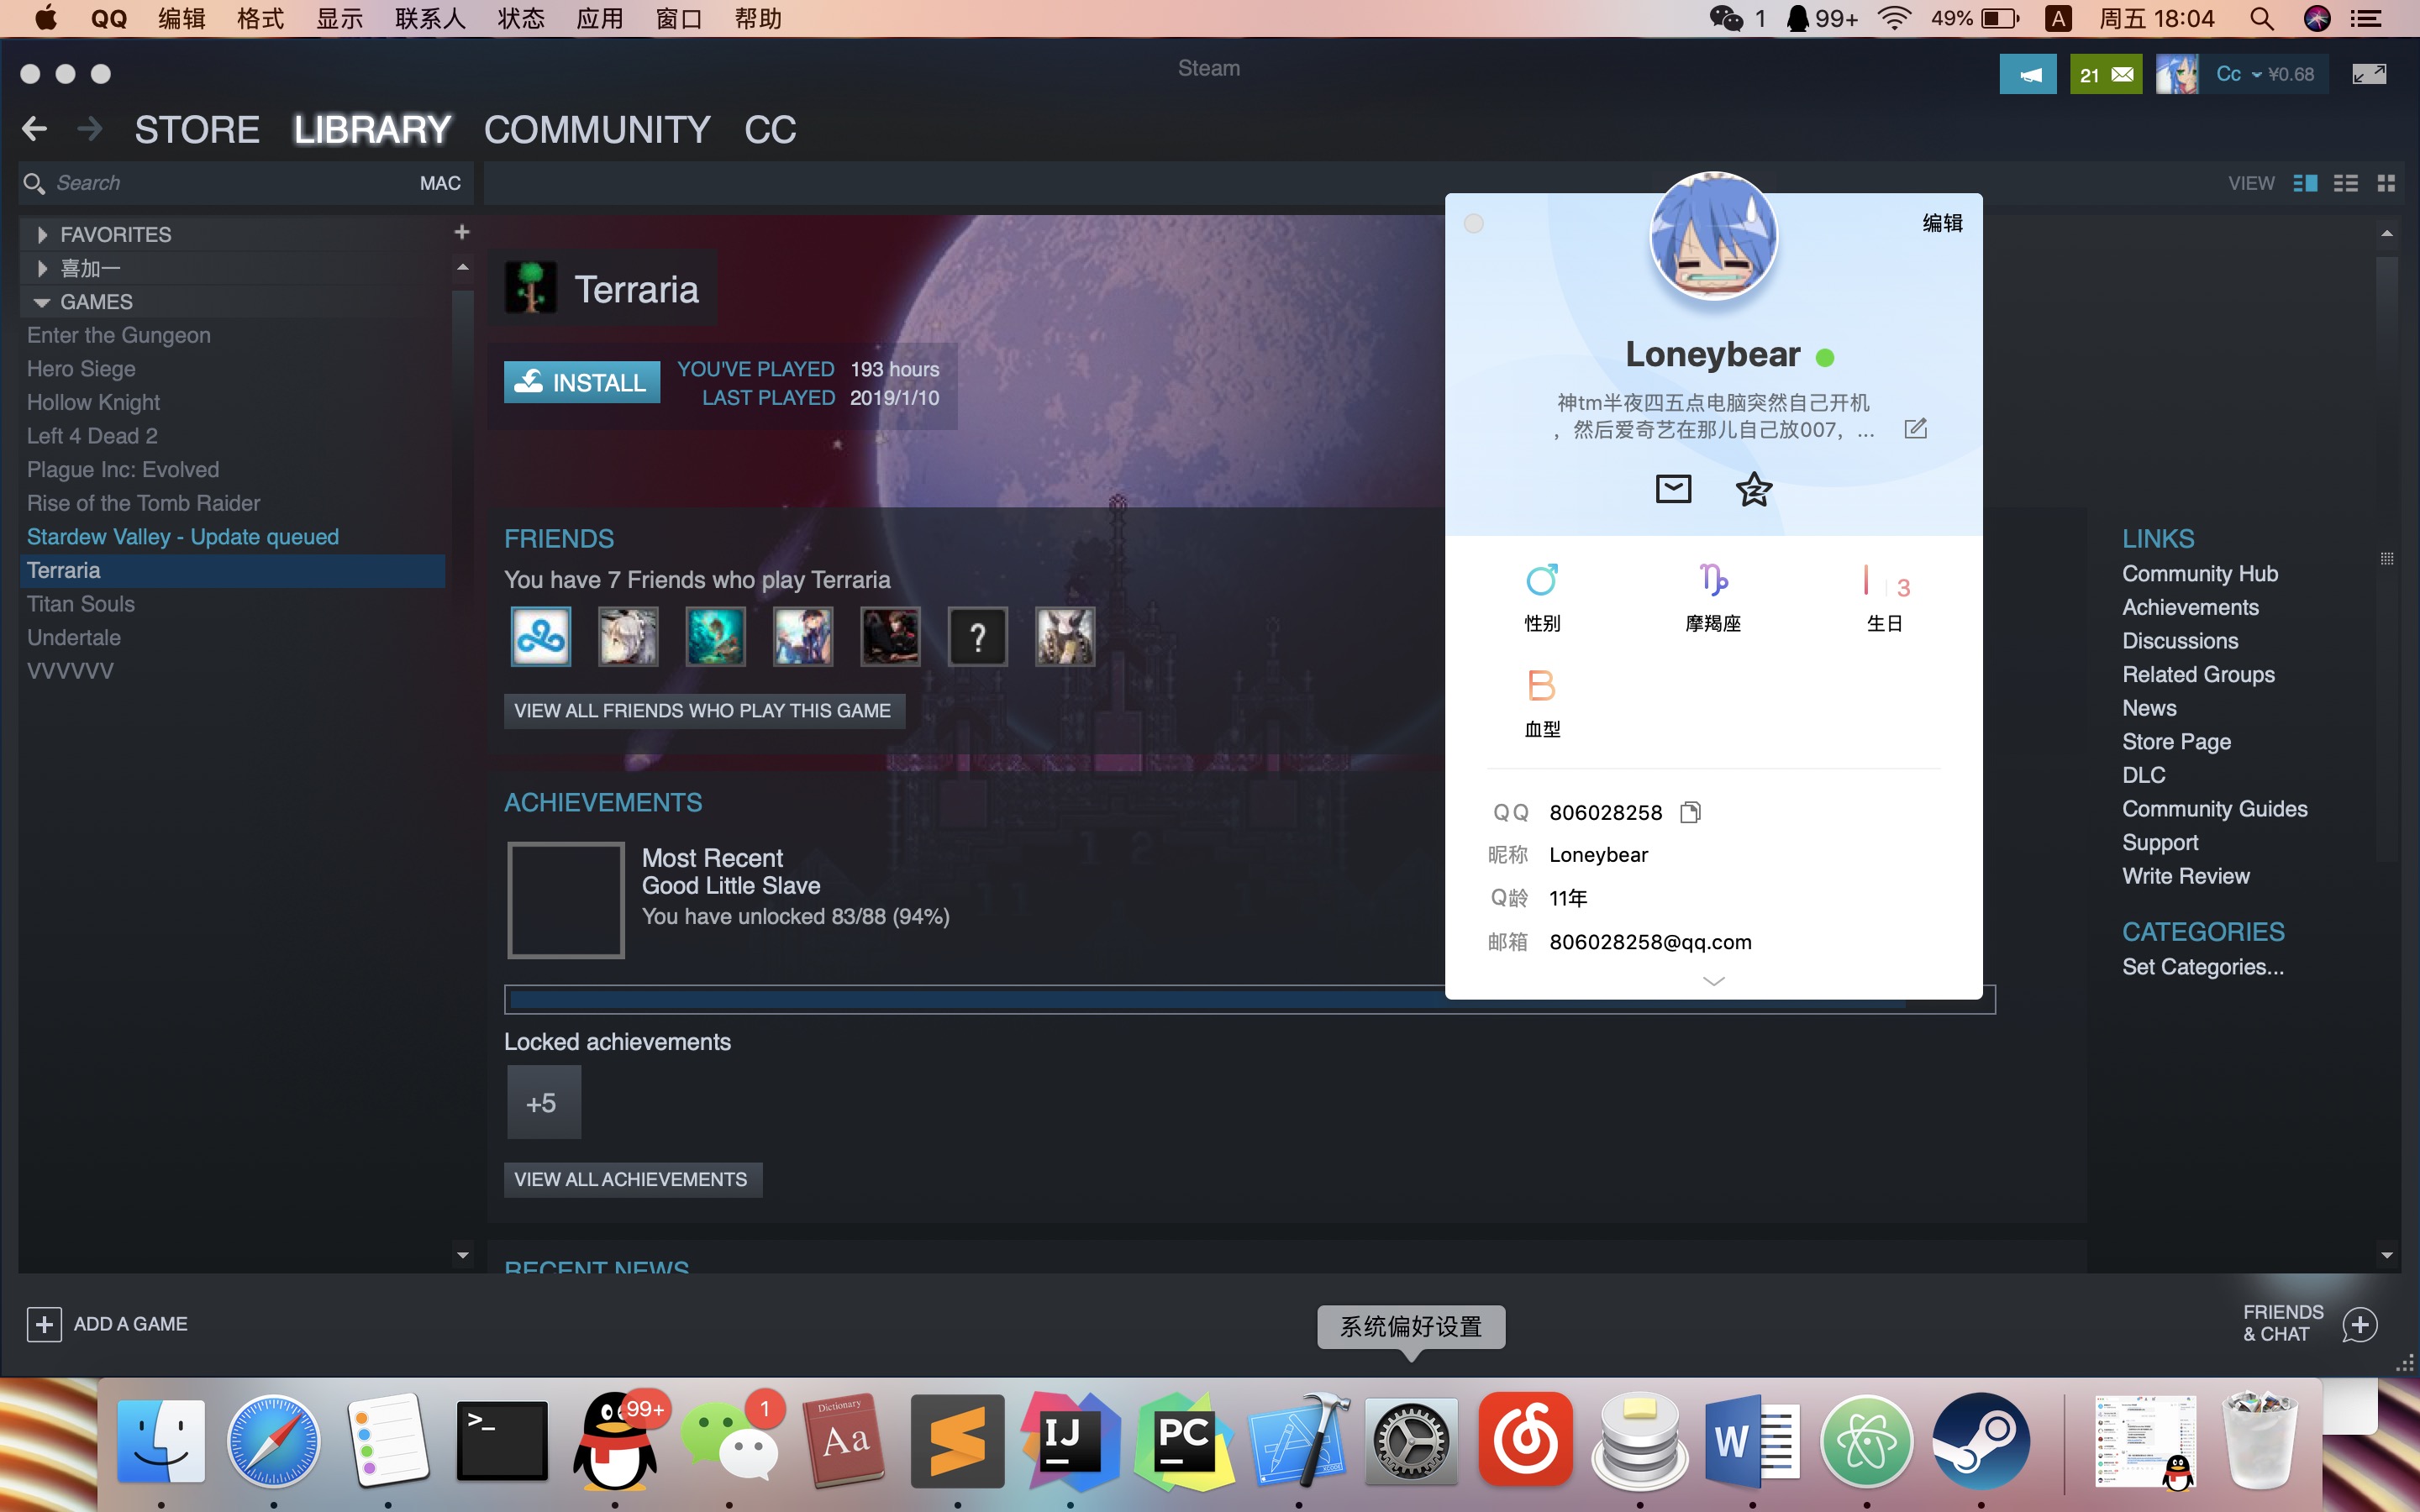 QQ 编辑 格式 显示 联系人 状态 应用 窗口 帮助 1 99+ 49% A 周五 18:04
Steam
21 Cc ¥0.68
STORE LIBRARY COMMUNITY CC
Search MAC VIEW
FAVORITES +
喜加一
GAMES
Enter the Gungeon
Hero Siege
Hollow Knight
Left 4 Dead 2
Plague Inc: Evolved
Rise of the Tomb Raider
Stardew Valley - Update queued
Terraria
Titan Souls
Undertale
VVVVVV
Terraria
INSTALL
YOU'VE PLAYED 193 hours
LAST PLAYED 2019/1/10
FRIENDS
You have 7 Friends who play Terraria
?
VIEW ALL FRIENDS WHO PLAY THIS GAME
ACHIEVEMENTS
Most Recent
Good Little Slave
You have unlocked 83/88 (94%)
Locked achievements
+5
VIEW ALL ACHIEVEMENTS
RECENT NEWS
编辑
Loneybear
神tm半夜四五点电脑突然自己开机
，然后爱奇艺在那儿自己放007，...
1 3
性别 摩羯座 生日
B
血型
QQ 806028258
昵称 Loneybear
Q龄 11年
邮箱 806028258@qq.com
LINKS
Community Hub
Achievements
Discussions
Related Groups
News
Store Page
DLC
Community Guides
Support
Write Review
CATEGORIES
Set Categories...
+ ADD A GAME
系统偏好设置
FRIENDS
& CHAT
>_
99+
1
Dictionary
Aa
IJ
PC
W